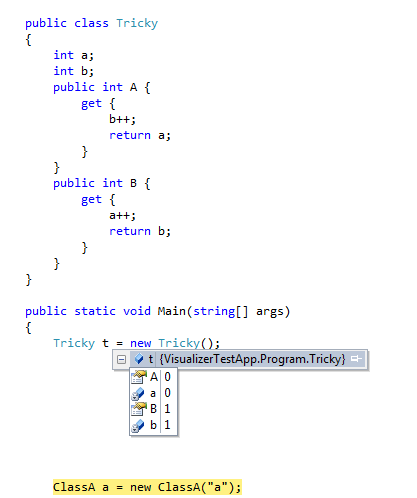 public class Tricky
{
int a;
int b;
public int A {
get {
b++;
return a;
}
}
public int B {
get {
a++;
return b;
}
}
}
public static void Main(string[] args)
{
Tricky t = new Tricky();
t {VisualizerTestApp.Program.Tricky}
A 0
a 0
B 1
b 1
ClassA a = new ClassA("a");